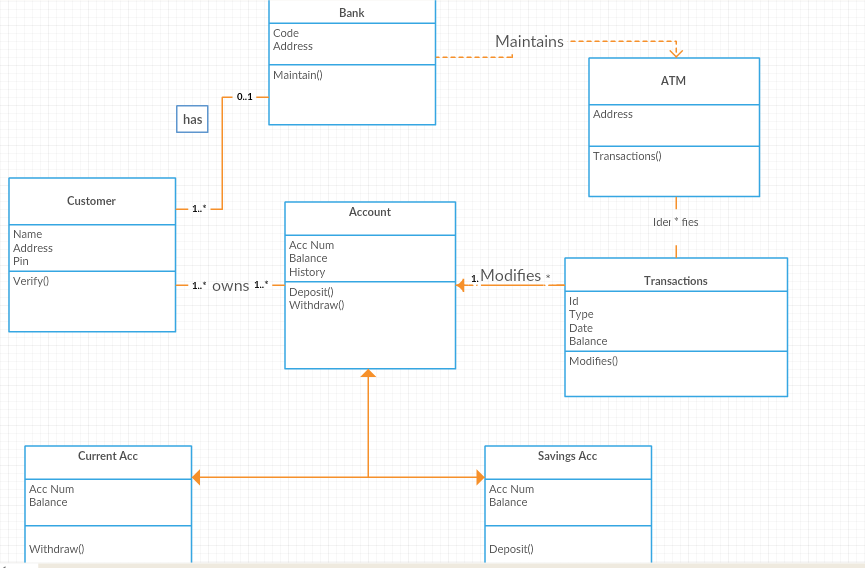 Bank
Code
Address
Maintain()
Maintains
ATM
Address
Transactions()
0..1
has
1..*
Customer
Name
Address
Pin
Verify()
1..* owns 1..*
Account
Acc Num
Balance
History
Deposit()
Withdraw()
1. Modifies *
* fies
Transactions
Id
Type
Date
Balance
Modifies()
Current Acc
Acc Num
Balance
Withdraw()
Savings Acc
Acc Num
Balance
Deposit()